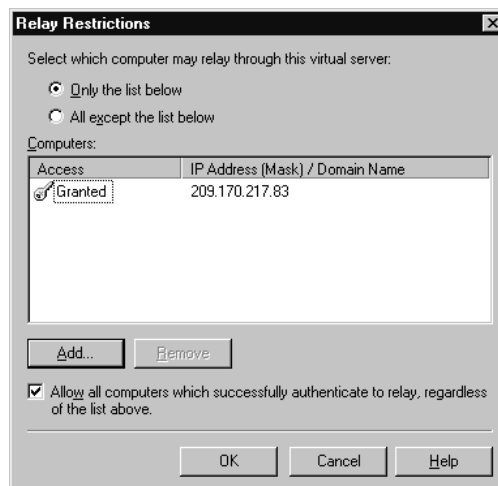 Relay Restrictions
Select which computer may relay through this virtual server:
Only the list below
All except the list below
Computers:
Access IP Address (Mask) / Domain Name
Granted 209.170.217.83
Add... Remove
Allow all computers which successfully authenticate to relay, regardless
of the list above.
OK Cancel Help